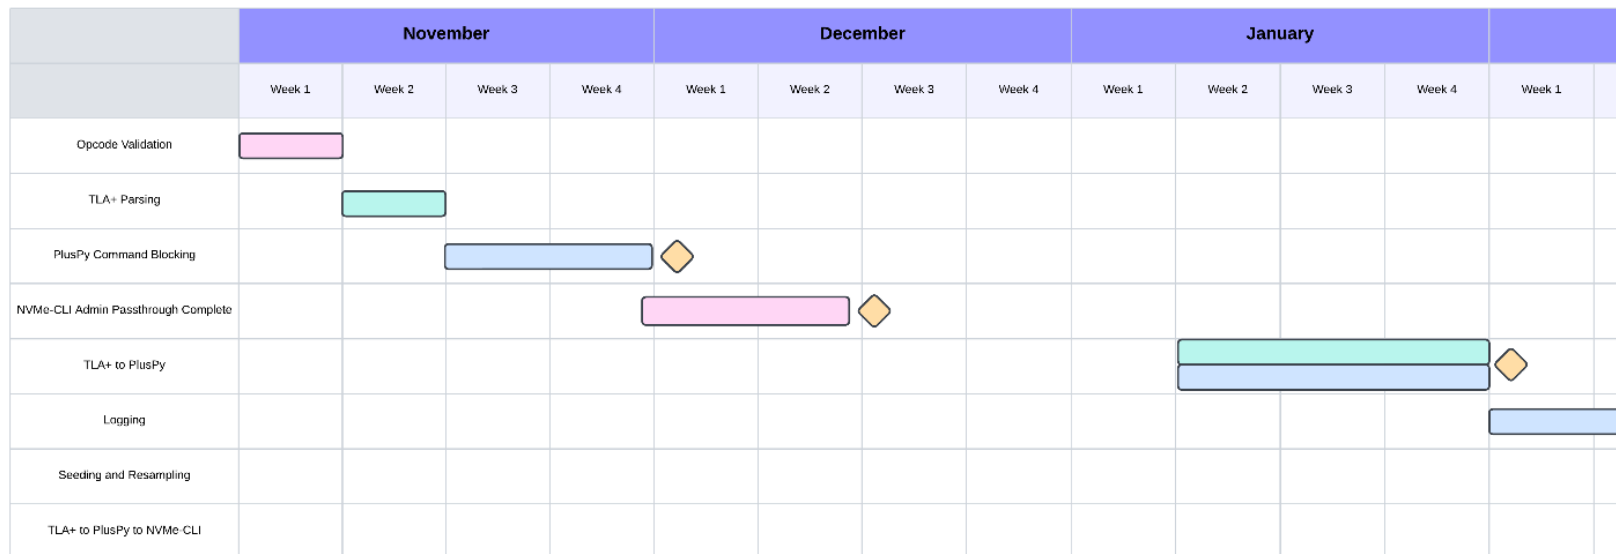 November December January
Week 1 Week 2 Week 3 Week 4 Week 1 Week 2 Week 3 Week 4 Week 1 Week 2 Week 3 Week 4 Week 1
Opcode Validation
TLA+ Parsing
PlusPy Command Blocking
NVMe-CLI Admin Passthrough Complete
TLA+ to PlusPy
Logging
Seeding and Resampling
TLA+ to PlusPy to NVMe-CLI